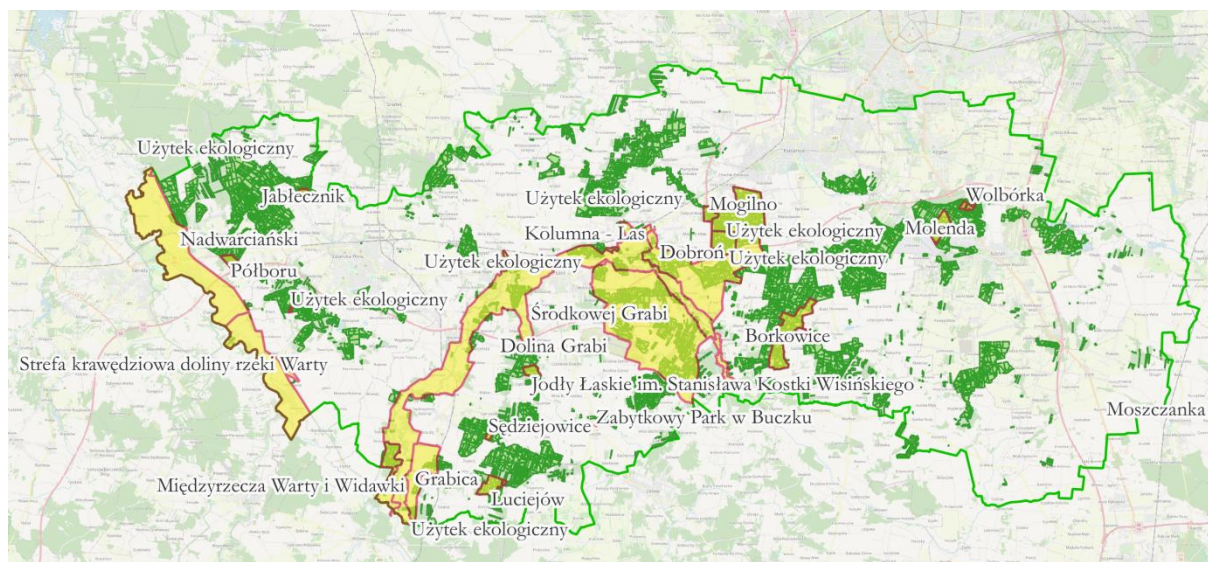 Użytek ekologiczny
Jabłecznik
Użytek ekologiczny
Mogilno
Wolbórka
Nadwarciański
Kolumna - Las
Użytek ekologiczny
Molenda
Półboru
Użytek ekologiczny
Dobroń
Użytek ekologiczny
Użytek ekologiczny
Środkowej Grabi
Borkowice
Dolina Grabi
Strefa krawędziowa doliny rzeki Warty
Jodły Łaskie im. Stanisława Kostki Wisińskiego
Zabytkowy Park w Buczku
Moszczanka
Sędziejowice
Międzyrzecza Warty i Widawki
Grabica
Luciejów
Użytek ekologiczny